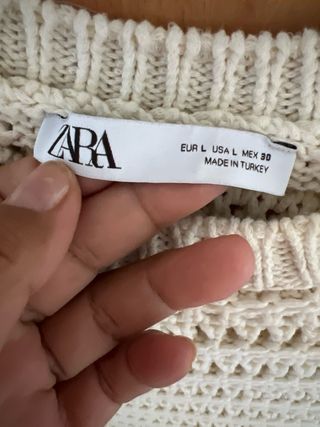 ZARA
EUR L USA L MEX 30
MADE IN TURKEY